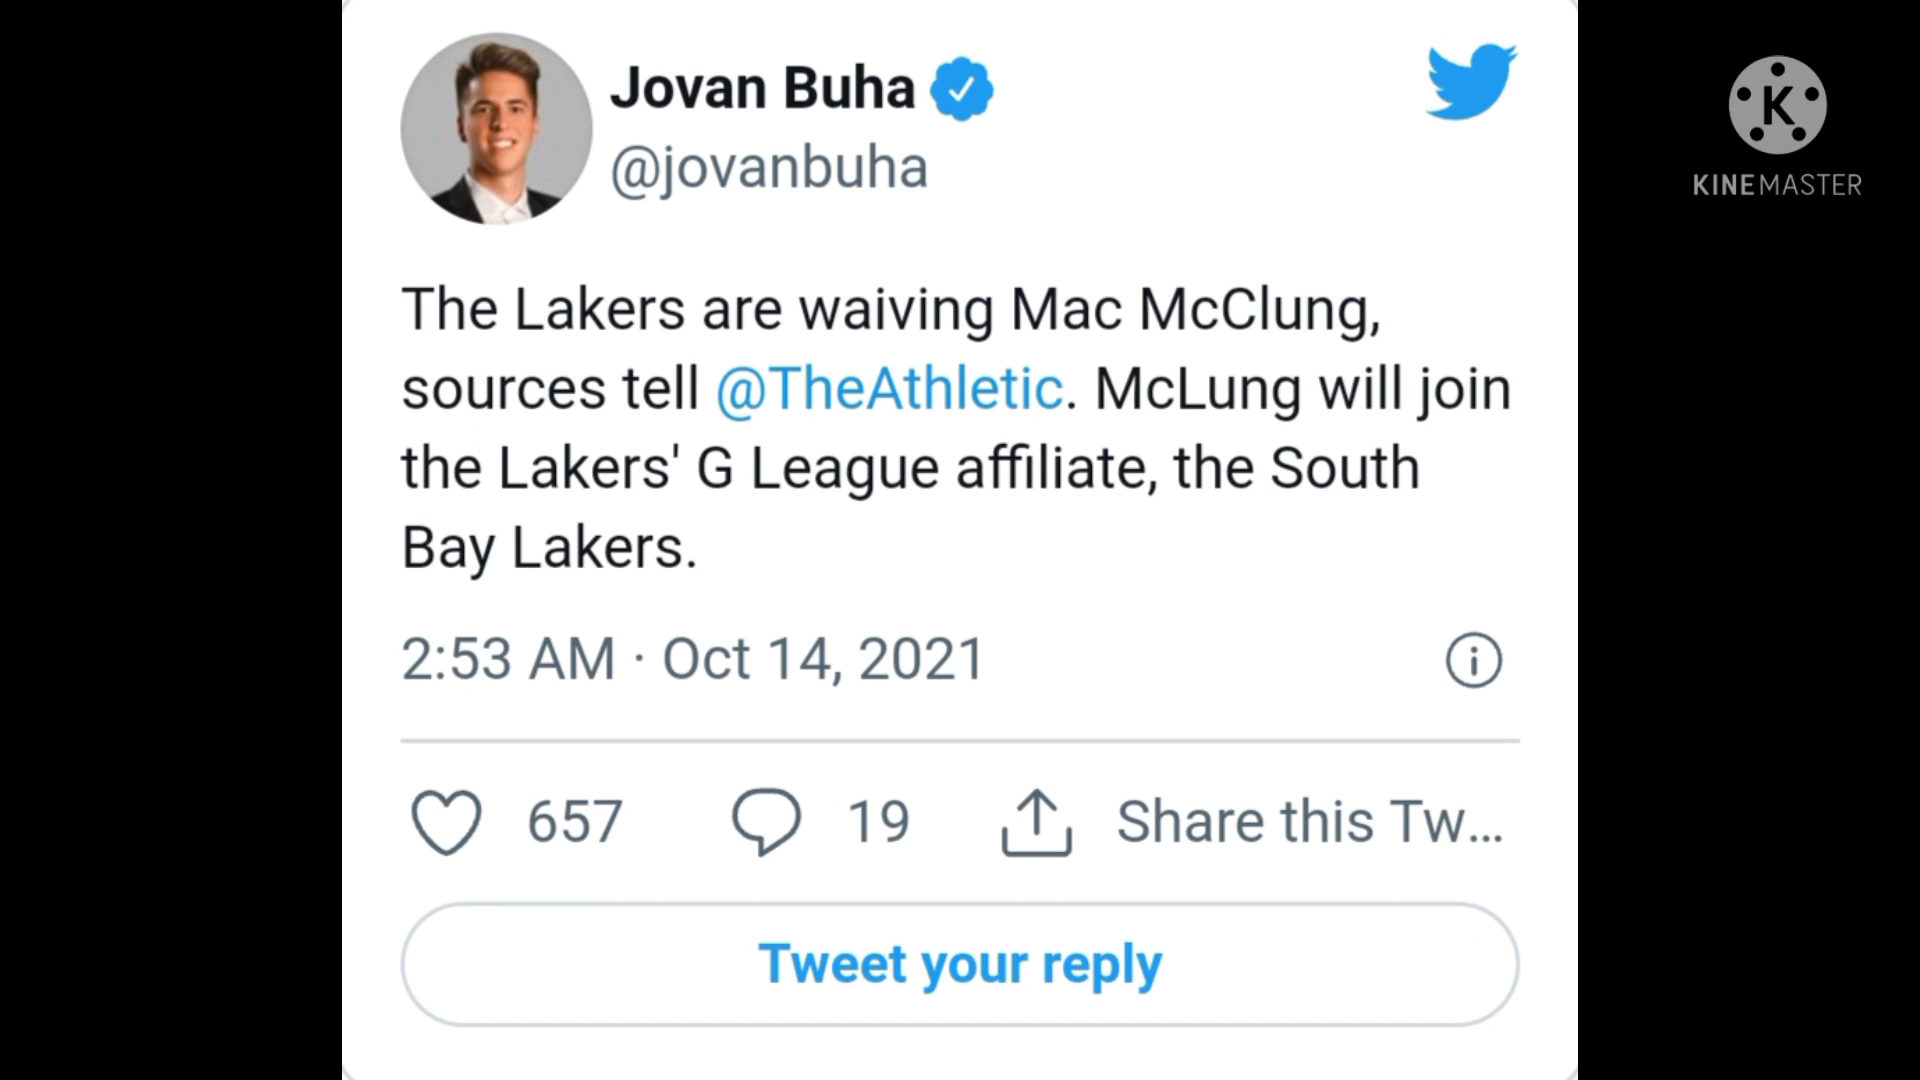 Jovan Buha
@jovanbuha
K
KINEMASTER
The Lakers are waiving Mac McClung,
sources tell @TheAthletic. McLung will join
the Lakers' G League affiliate, the South
Bay Lakers.
2:53 AM · Oct 14, 2021
657 19 Share this Tw...
Tweet your reply